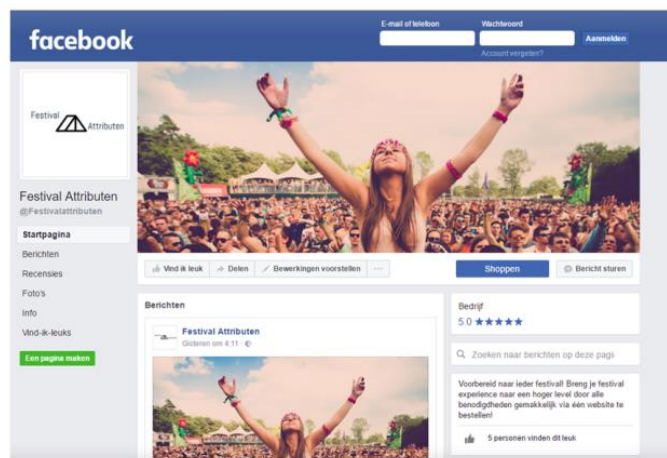 facebook
E-mail of telefoon
Wachtwoord
Aanmelden
Account vergeten?
Festival
Attributen
Festival Attributen
@Festivalattributen
Startpagina
Berichten
Recensies
Foto's
Info
Vind-ik-leuks
Een pagina maken
Vind ik leuk
Delen
Bewerkingen voorstellen
...
Shoppen
Bericht sturen
Berichten
Festival Attributen
Gisteren om 4:11 ·
Bedrijf
5.0 ★★★★★
Zoeken naar berichten op deze pagi
Voorbereid naar ieder festival! Breng je festival
experience naar een hoger level door alle
benodigdheden gemakkelijk via één website te
bestellen!
5 personen vinden dit leuk